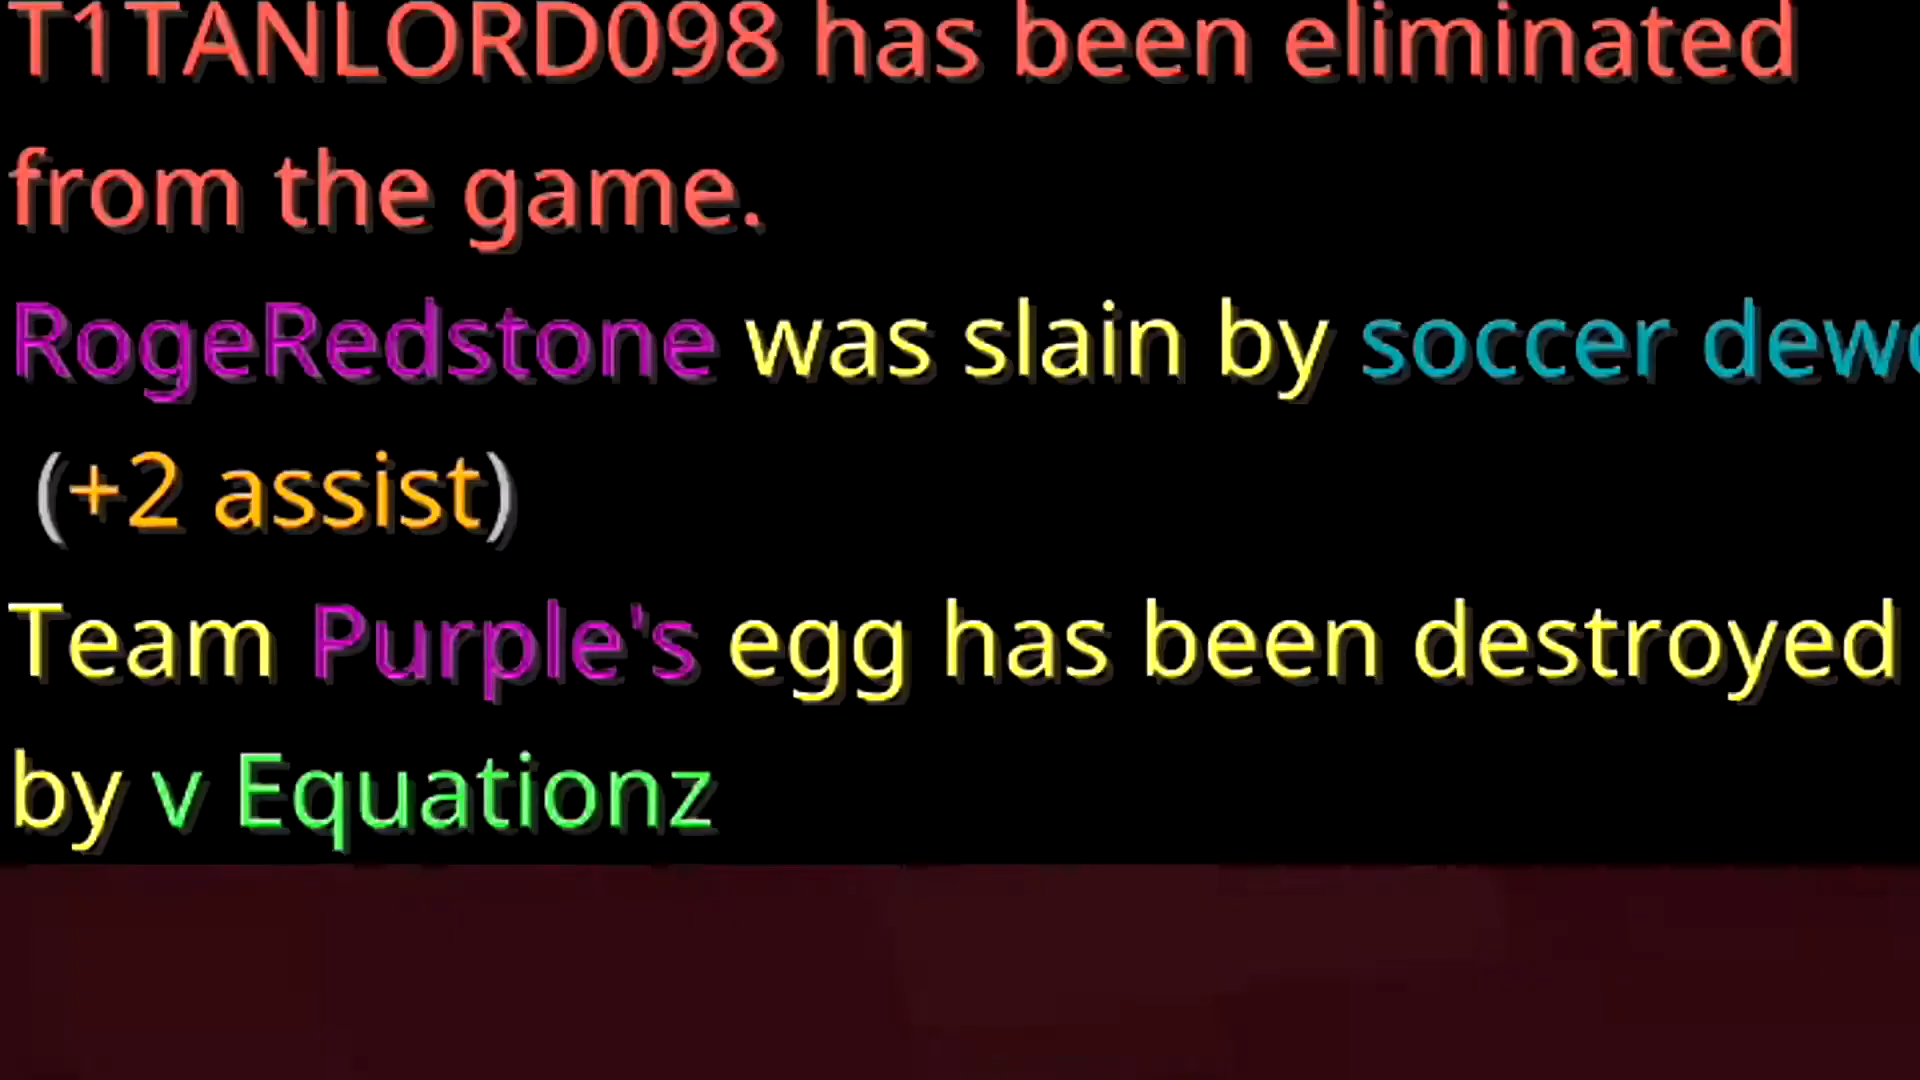 T1TANLORD098 has been eliminated
from the game.
RogeRedstone was slain by soccer
(+2 assist)
Team Purple's egg has been destroyed
by v Equationz